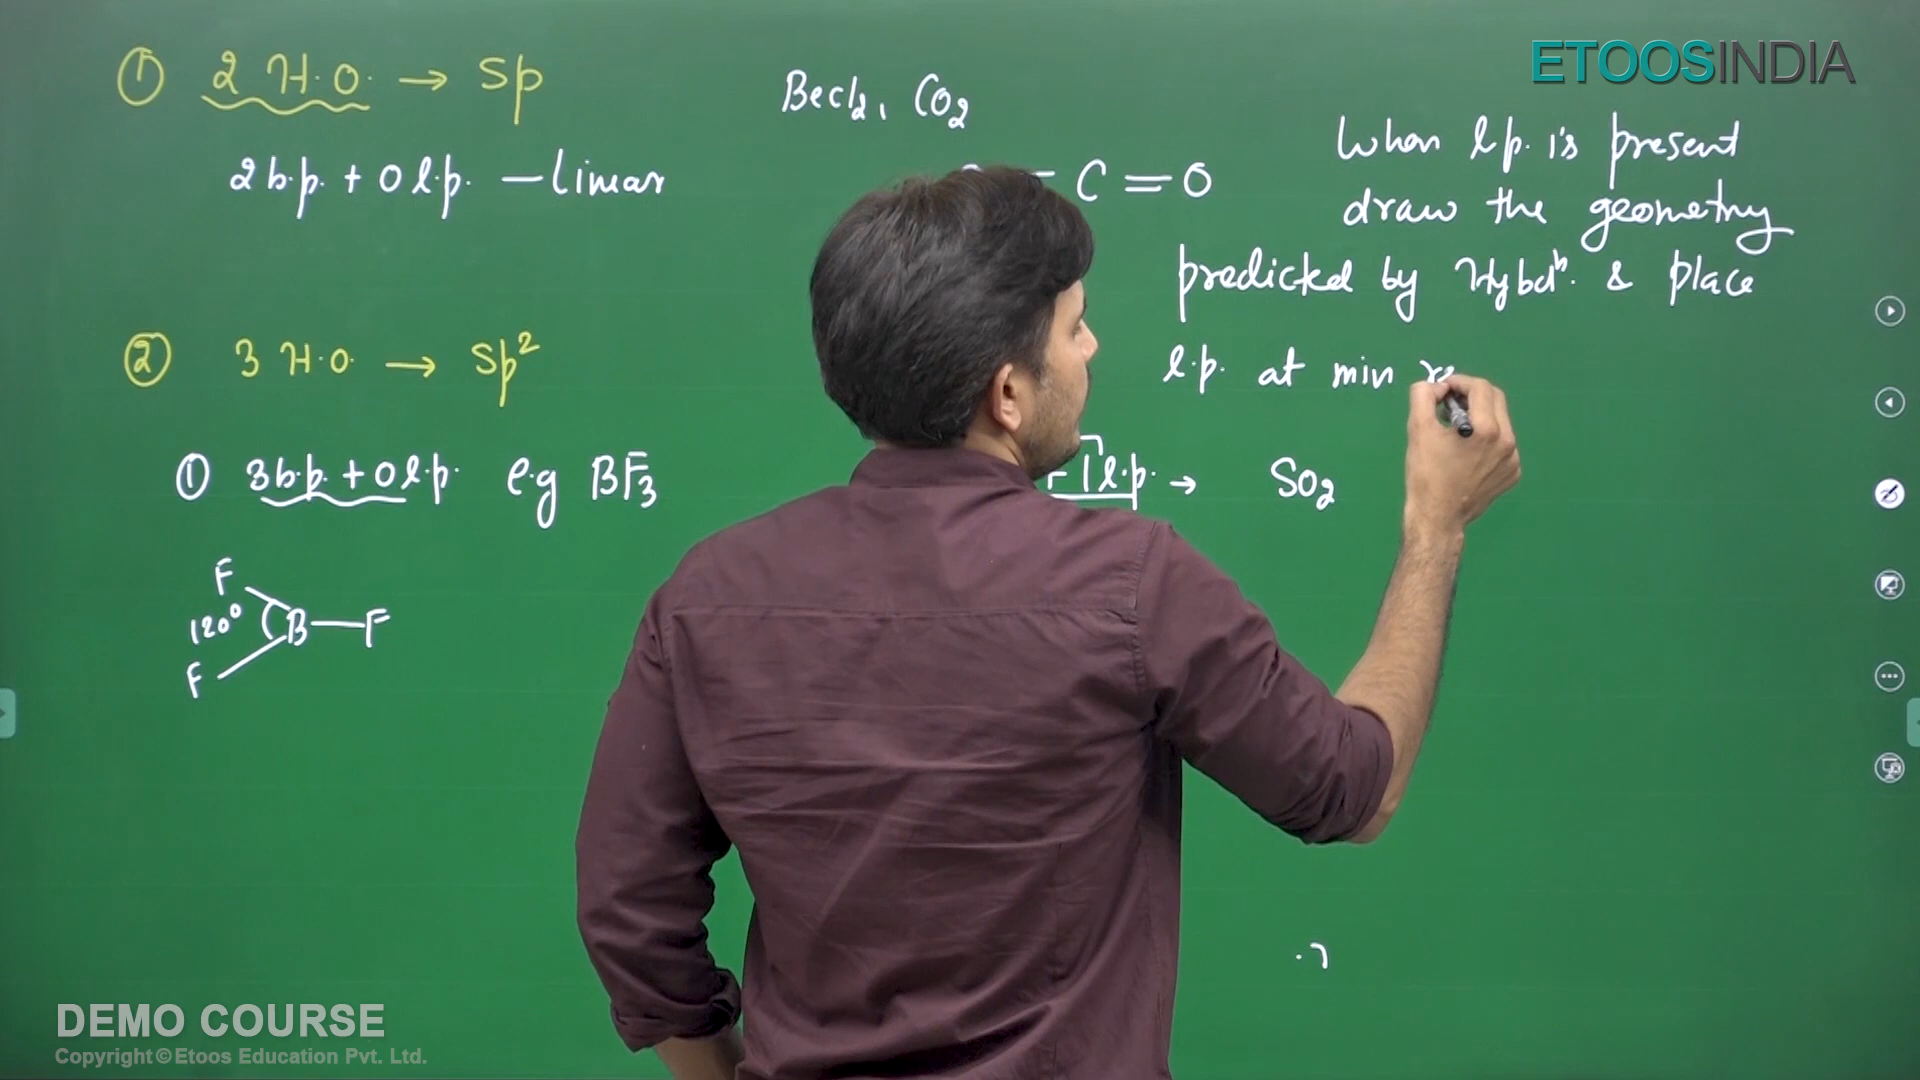 ETOOSINDIA
① 2 H.O. → Sp
BeCl2, CO2
2 b.p. + 0 l.p. — Linear
C = O
When l.p. is present
draw the geometry
predicted by Hybdn. & place
l.p. at min
② 3 H.O. → Sp²
① 3b.p. + 0 l.p. e.g BF3
1 l.p. → SO2
F
120°
B — F
F
DEMO COURSE
Copyright © Etoos Education Pvt. Ltd.